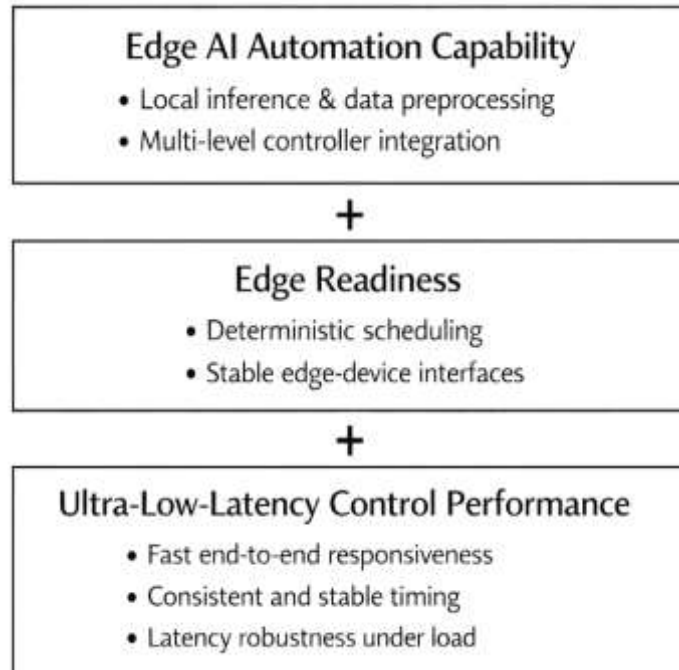 Edge AI Automation Capability
• Local inference & data preprocessing
• Multi-level controller integration
+
Edge Readiness
• Deterministic scheduling
• Stable edge-device interfaces
+
Ultra-Low-Latency Control Performance
• Fast end-to-end responsiveness
• Consistent and stable timing
• Latency robustness under load